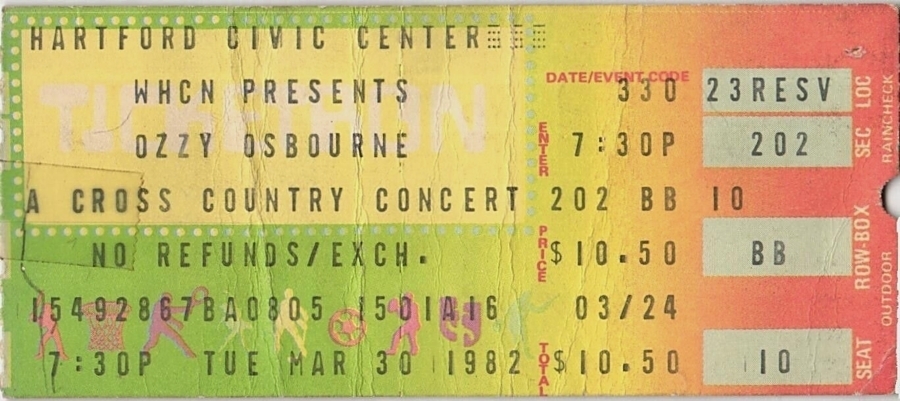 HARTFORD CIVIC CENTER
WHCN PRESENTS
OZZY OSBOURNE
A CROSS COUNTRY CONCERT
NO REFUNDS/EXCH.
15492867BA0805 1501A16
7:30P TUE MAR 30 1982
TICKETRON
DATE/EVENT CODE
330 23RESV
ENTER 7:30P 202
202 BB 10
PRICE $10.50 BB
03/24
TOTAL $10.50 10
LOC
SEC
ROW-BOX
SEAT
RAINCHECK
OUTDOOR